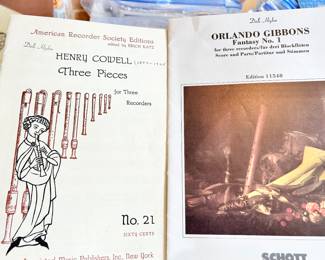 American Recorder Society Editions
edited by ERICH KATZ
HENRY COWELL
Three Pieces
for Three
Recorders
No. 21
SIXTY CENTS
Music Publishers, Inc., New York
ORLANDO GIBBONS
Fantasy No. 1
for three recorders/für drei Blockflöten
Score and Parts/Partitur und Stimmen
Edition 11540
SCHOTT